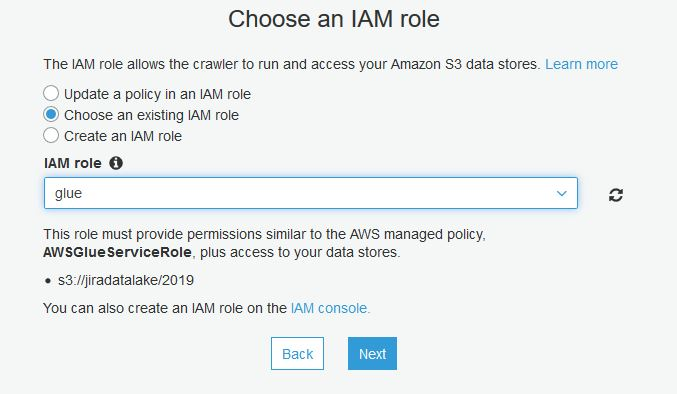 Choose an IAM role
The IAM role allows the crawler to run and access your Amazon S3 data stores. Learn more
Update a policy in an IAM role
Choose an existing IAM role
Create an IAM role
IAM role
glue
This role must provide permissions similar to the AWS managed policy,
AWSGlueServiceRole, plus access to your data stores.
• s3://jiradatalake/2019
You can also create an IAM role on the IAM console.
Back Next